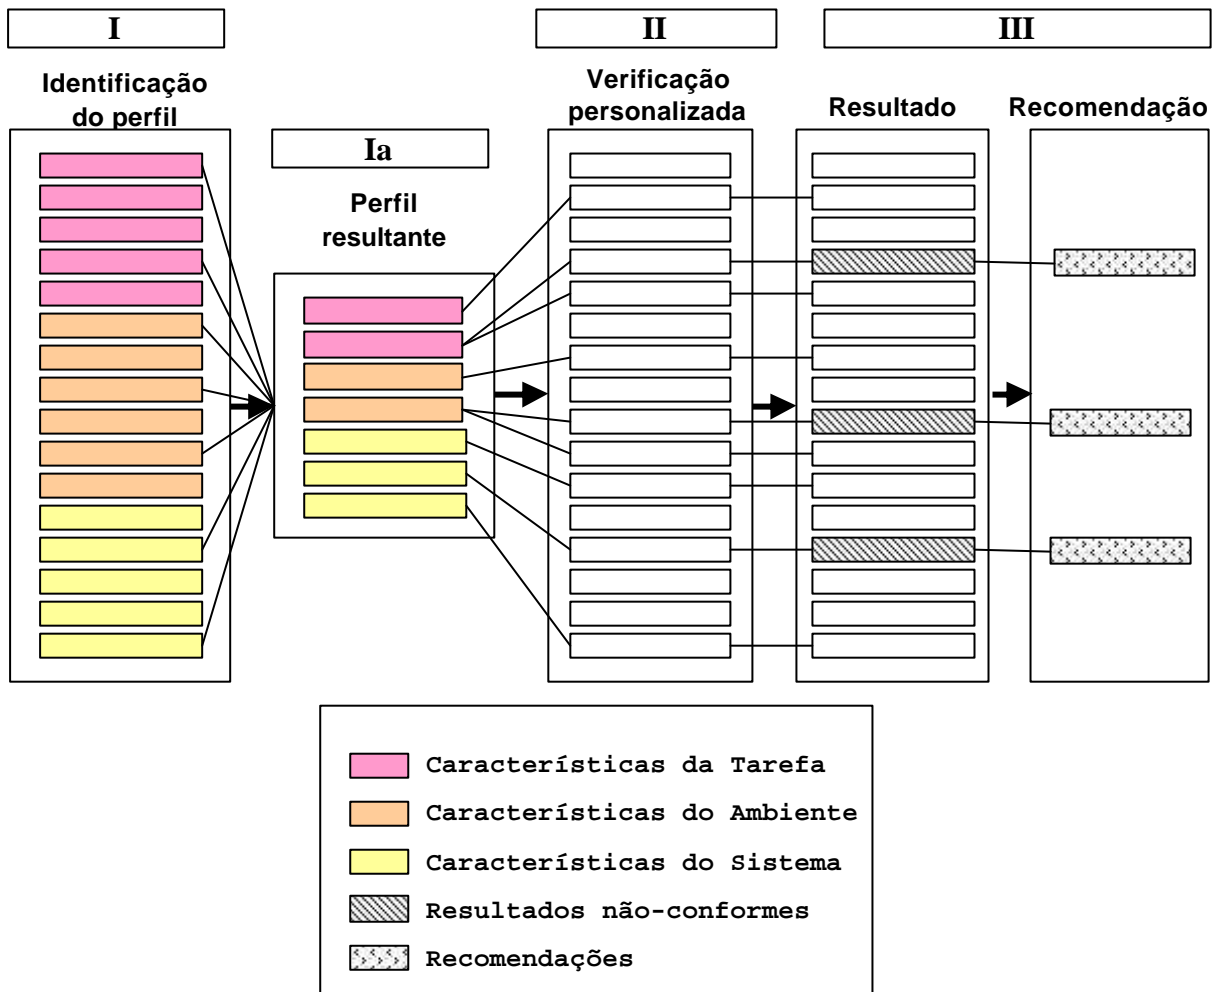 I
II
III
Identificação
do perfil
Ia
Perfil
resultante
Verificação
personalizada
Resultado
Recomendação
Características da Tarefa
Características do Ambiente
Características do Sistema
Resultados não-conformes
Recomendações